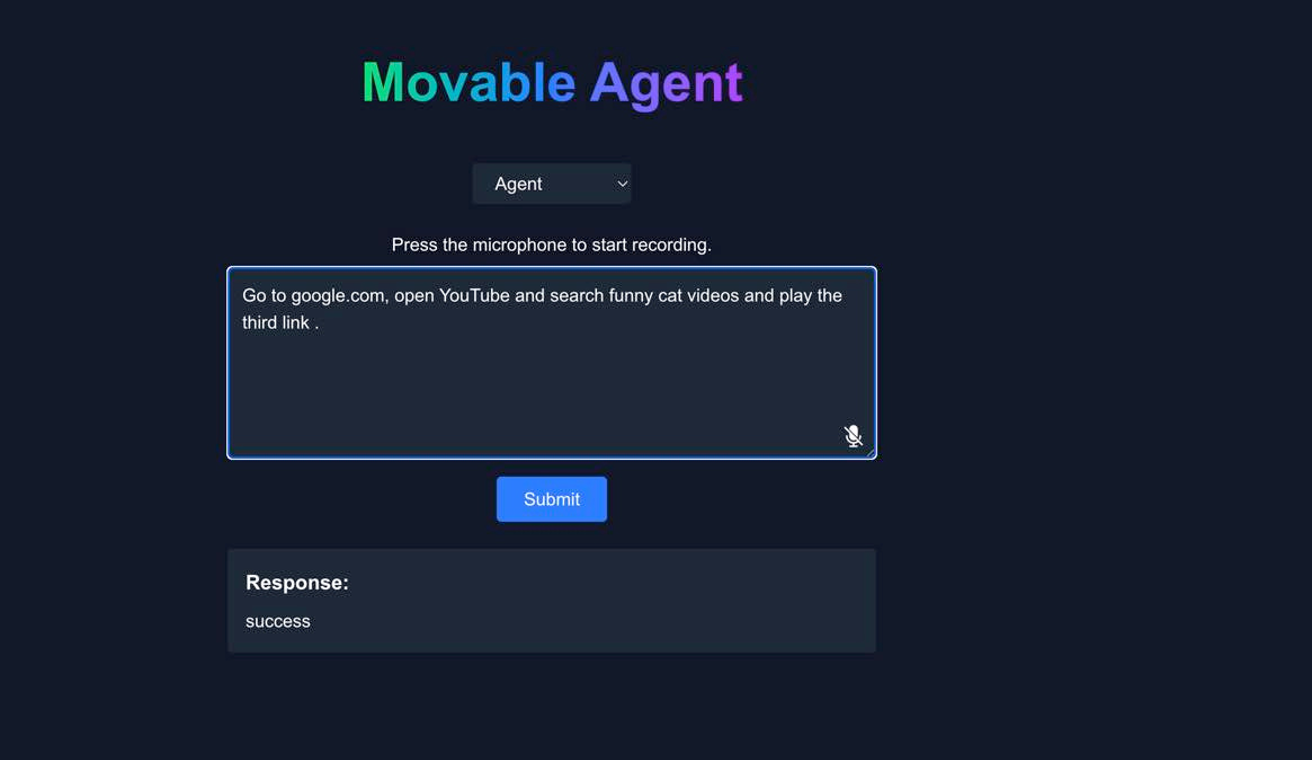 Movable Agent
Agent
Press the microphone to start recording.
Go to google.com, open YouTube and search funny cat videos and play the
third link .
Submit
Response:
success